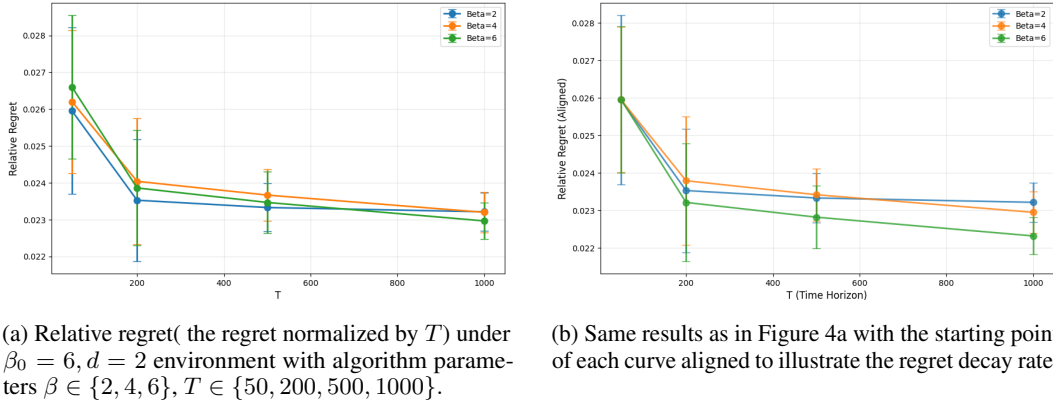 0.028
0.027
0.026
0.025
0.024
0.023
0.022
Relative Regret
0 200 400 600 800 1000
T
Beta=2
Beta=4
Beta=6
0.028
0.027
0.026
0.025
0.024
0.023
0.022
Relative Regret (Aligned)
0 200 400 600 800 1000
T (Time Horizon)
Beta=2
Beta=4
Beta=6
(a) Relative regret( the regret normalized by T) under
β₀ = 6, d = 2 environment with algorithm parame-
ters β ∈ {2, 4, 6}, T ∈ {50, 200, 500, 1000}.
(b) Same results as in Figure 4a with the starting poin
of each curve aligned to illustrate the regret decay rate